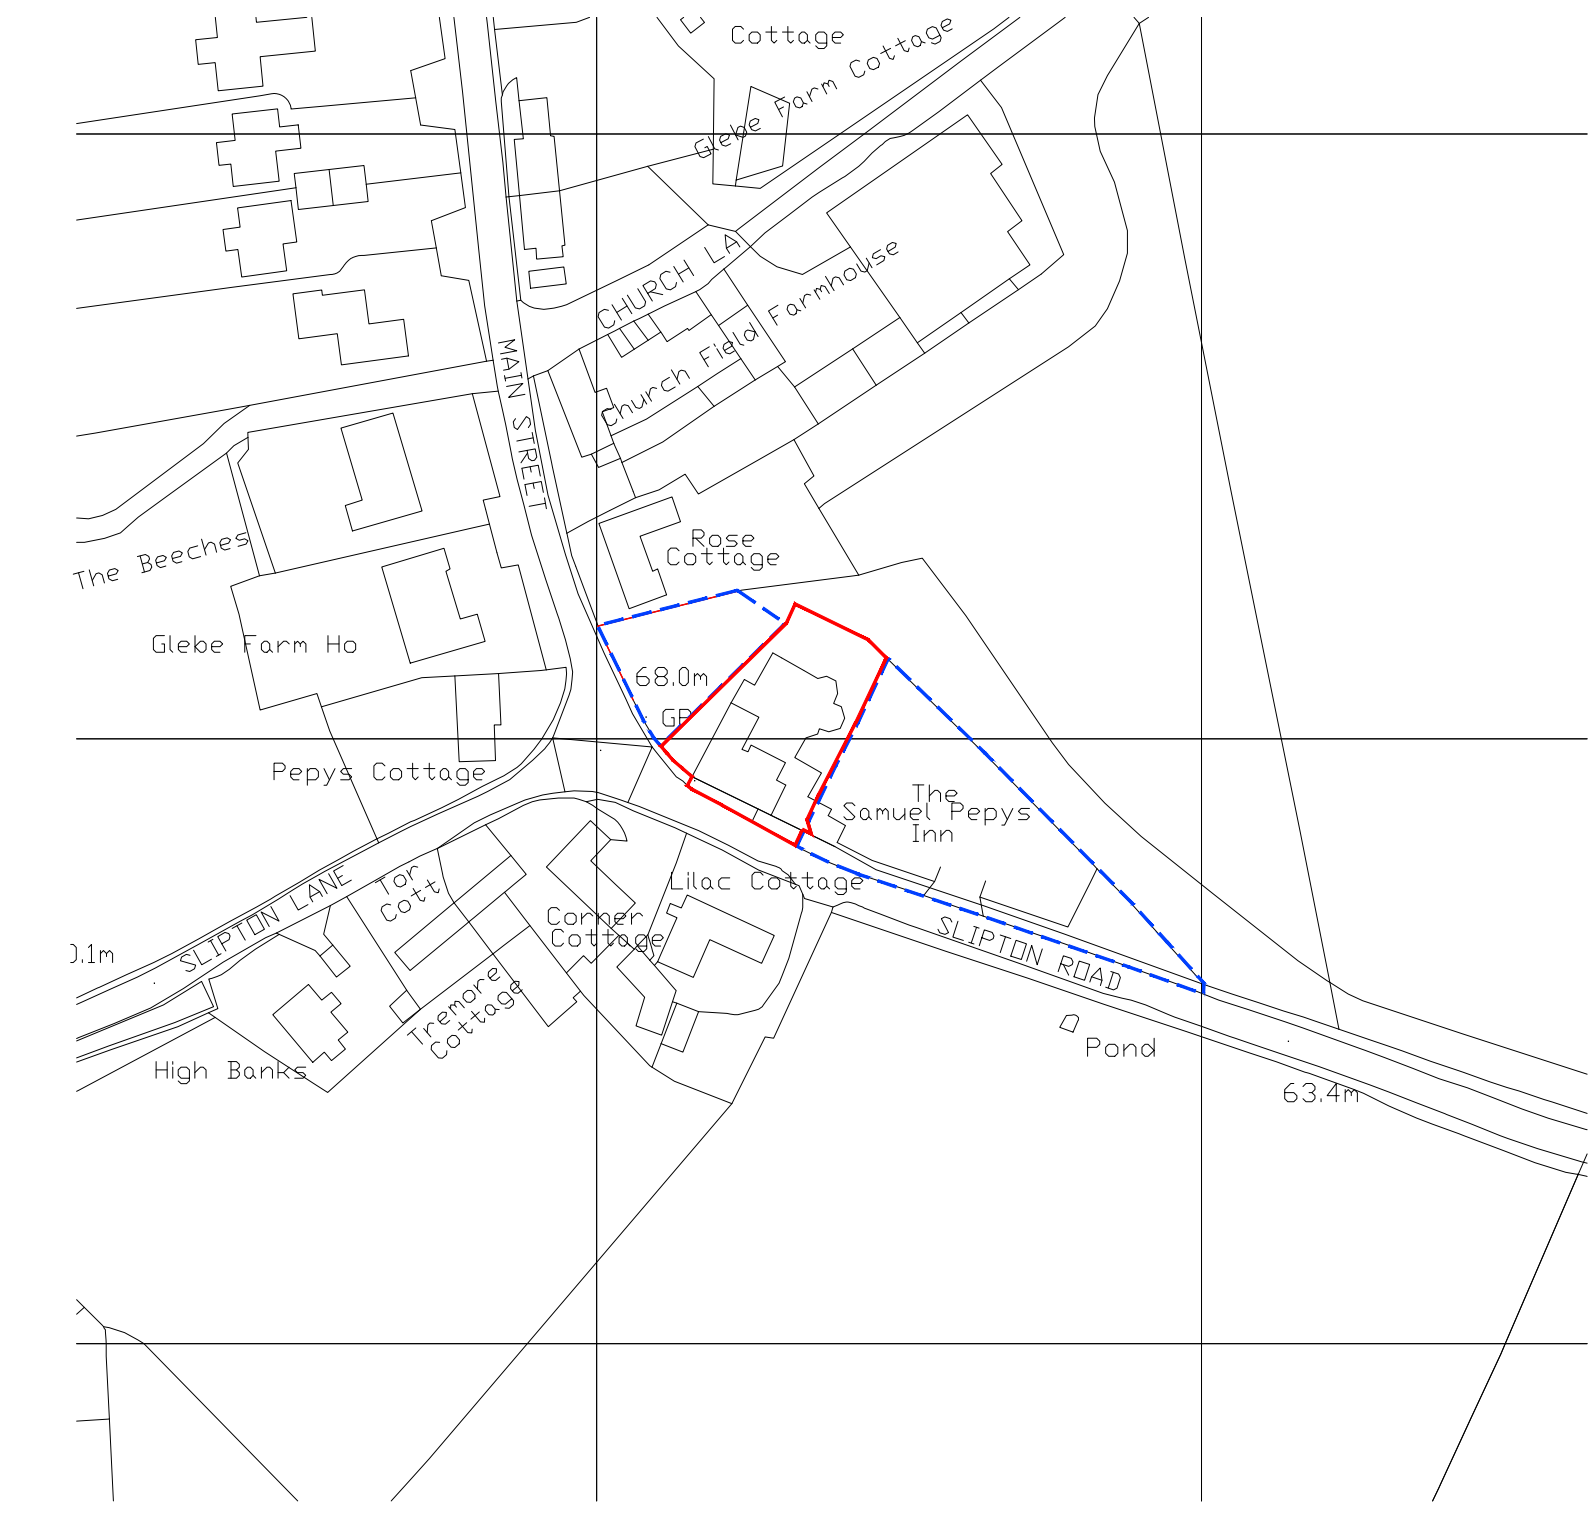 Cottage
Glebe Farm Cottage
CHURCH LA
Church Field Farmhouse
MAIN STREET
Rose
Cottage
The Beeches
Glebe Farm Ho
68.0m
GP
Pepys Cottage
The
Samuel Pepys
Inn
Lilac Cottage
Tor
Cott
SLIPTON LANE
Corner
Cottage
SLIPTON ROAD
.1m
Tremore
Cottage
High Banks
Pond
63.4m